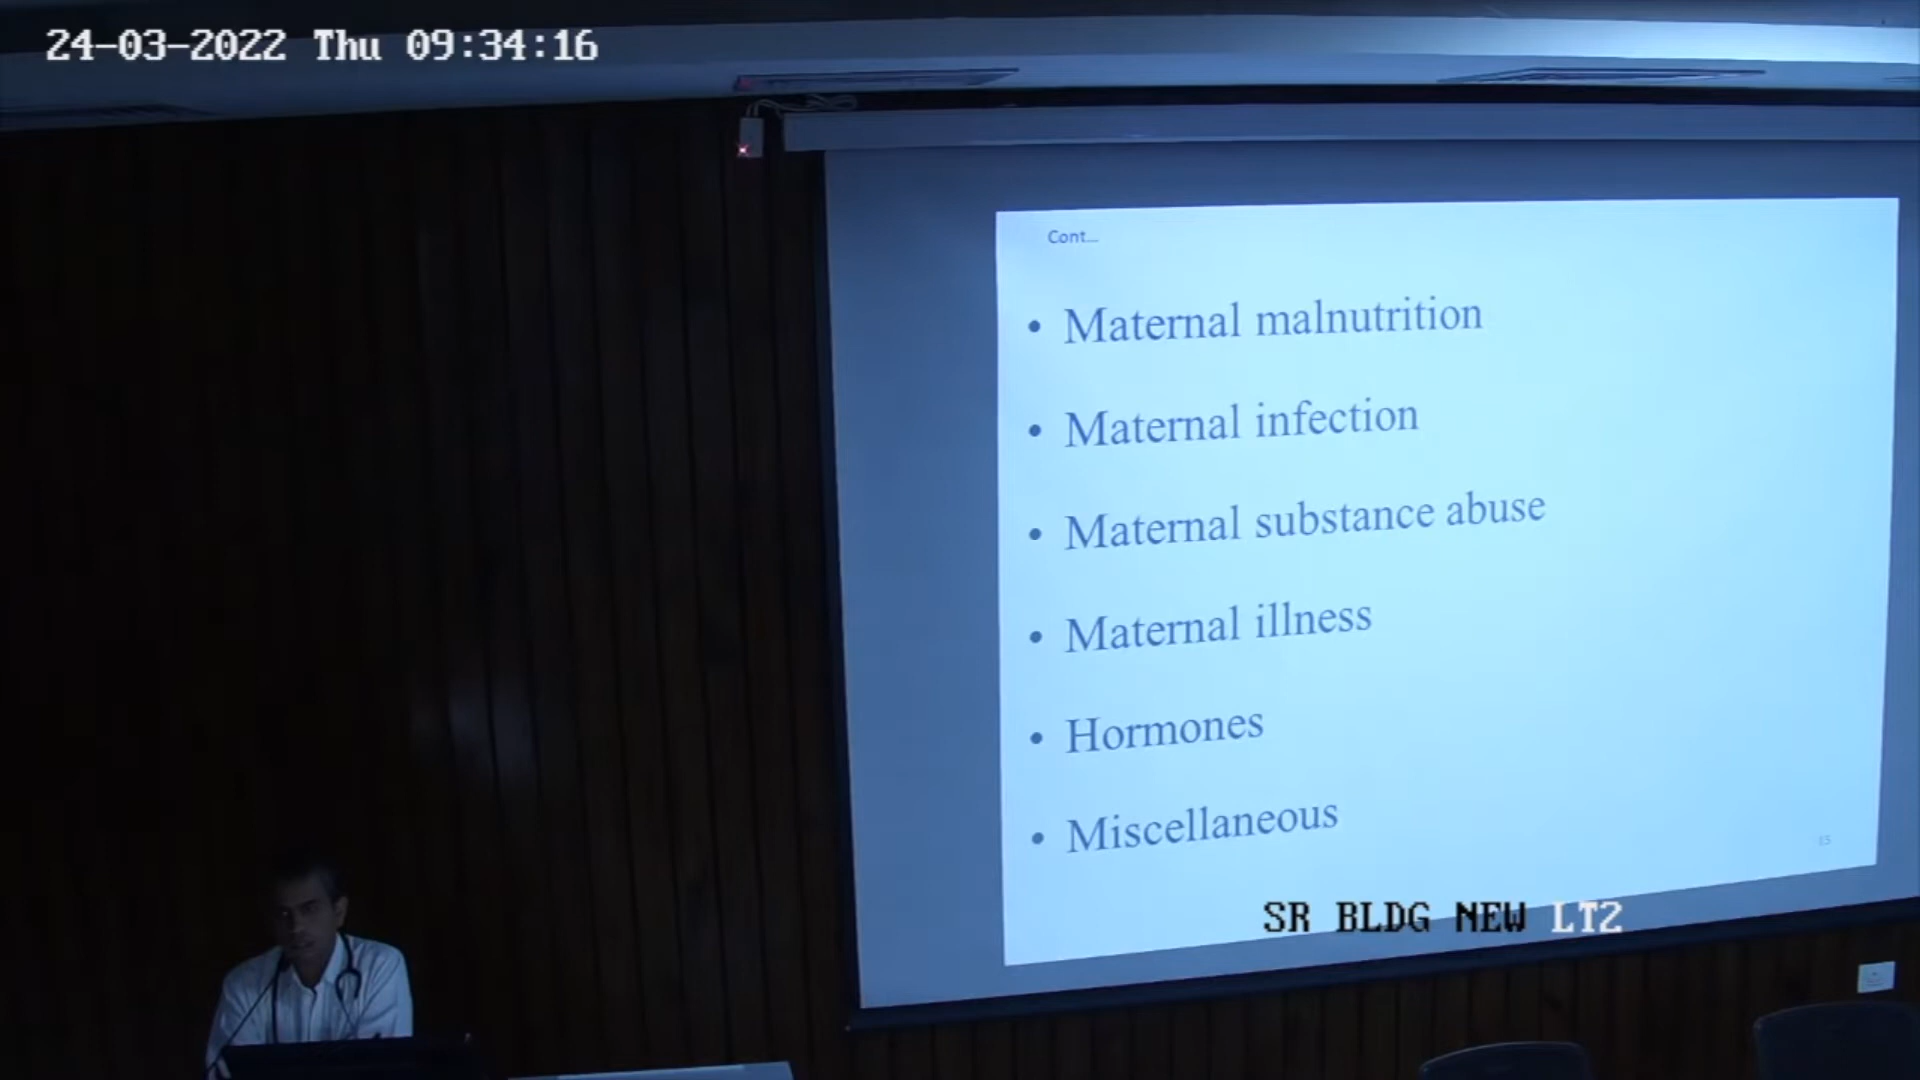 24-03-2022 Thu 09:34:16
Cont...
• Maternal malnutrition
• Maternal infection
• Maternal substance abuse
• Maternal illness
• Hormones
• Miscellaneous
15
SR BLDG NEW LT2